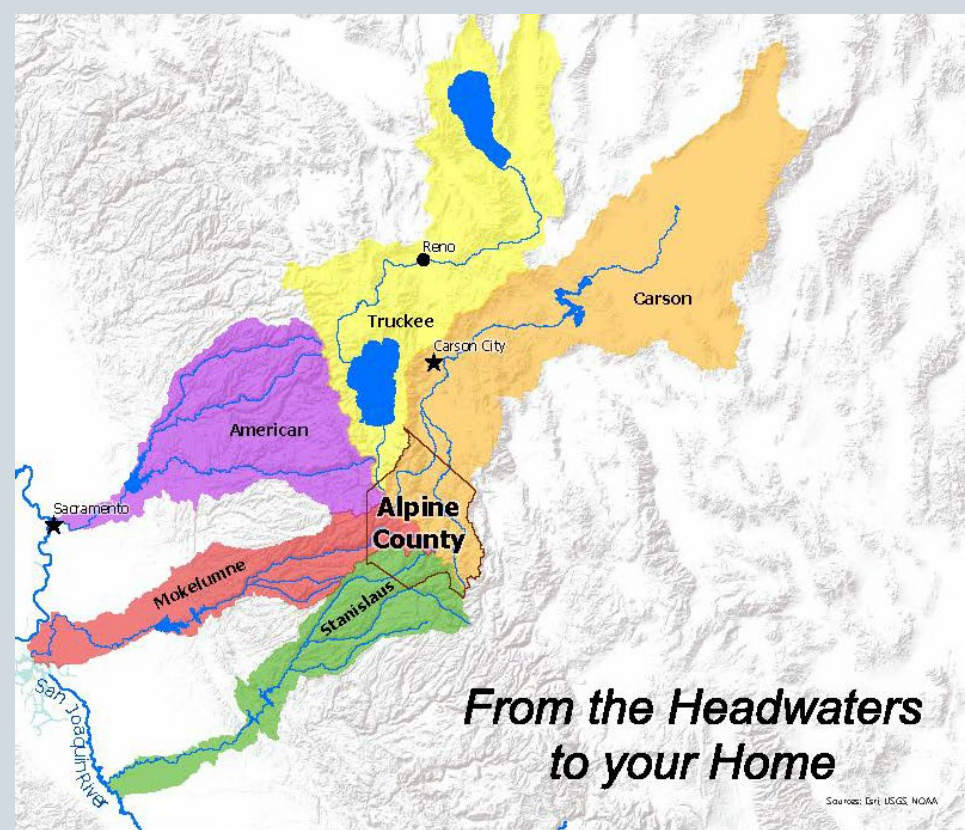 Reno
Carson
Truckee
Carson City
American
Alpine
County
Sacramento
Mokelumne
Stanislaus
San Joaquin River
From the Headwaters
to your Home
Sources: Esri, USGS, NOAA